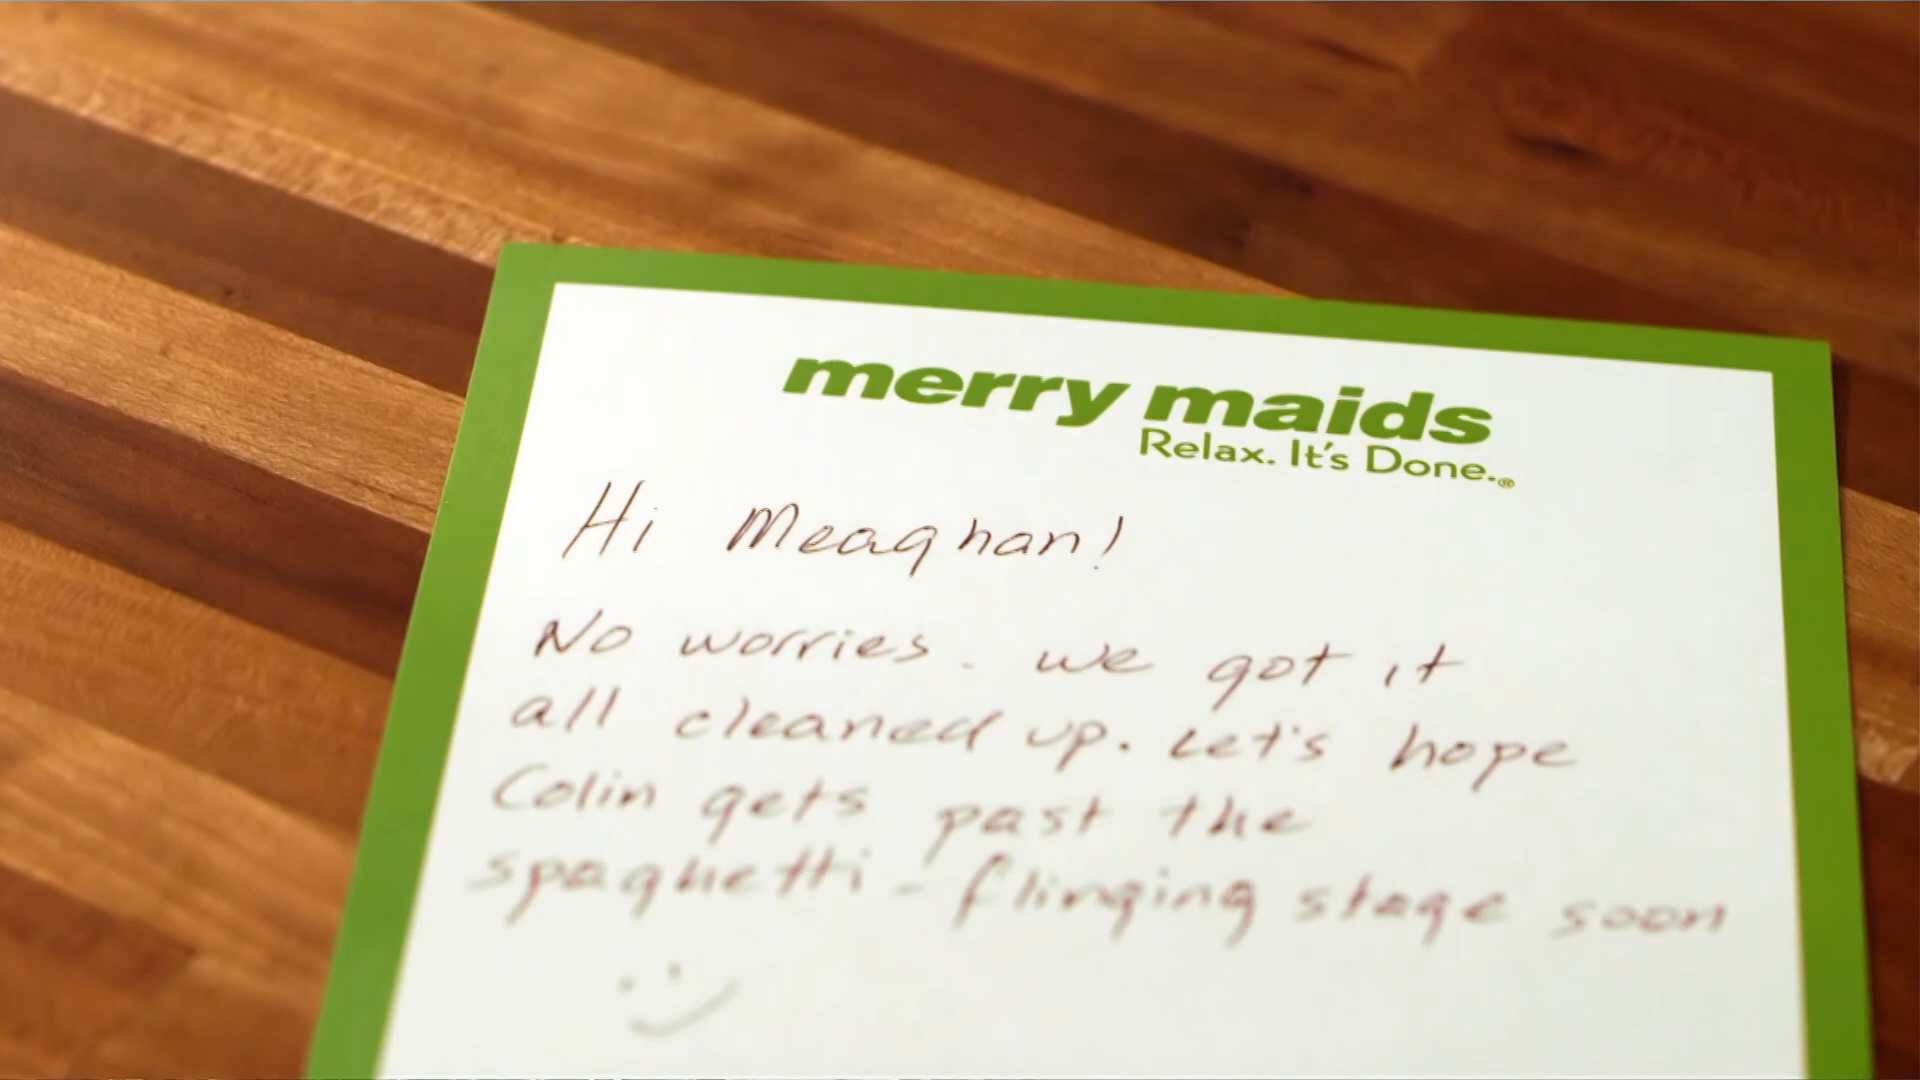 merry maids
Relax. It's Done.®
Hi Meaghan!
No worries. we got it
all cleaned up. Let's hope
Colin gets past the
spaghetti-flinging stage soon